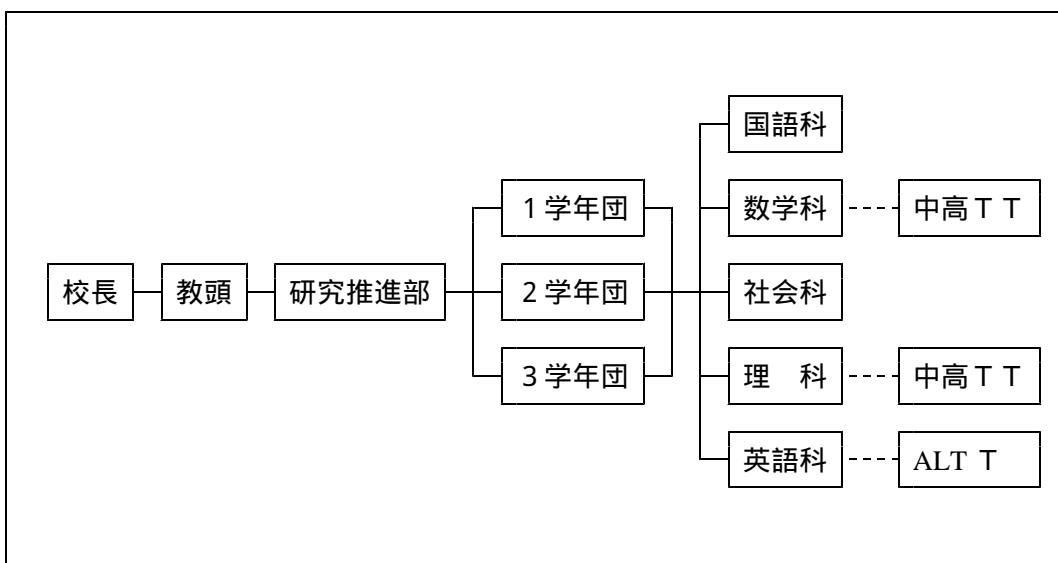 国語科
1学年団
数学科
中高ＴＴ
校長
教頭
研究推進部
2学年団
社会科
3学年団
理　科
中高ＴＴ
英語科
ALT Ｔ